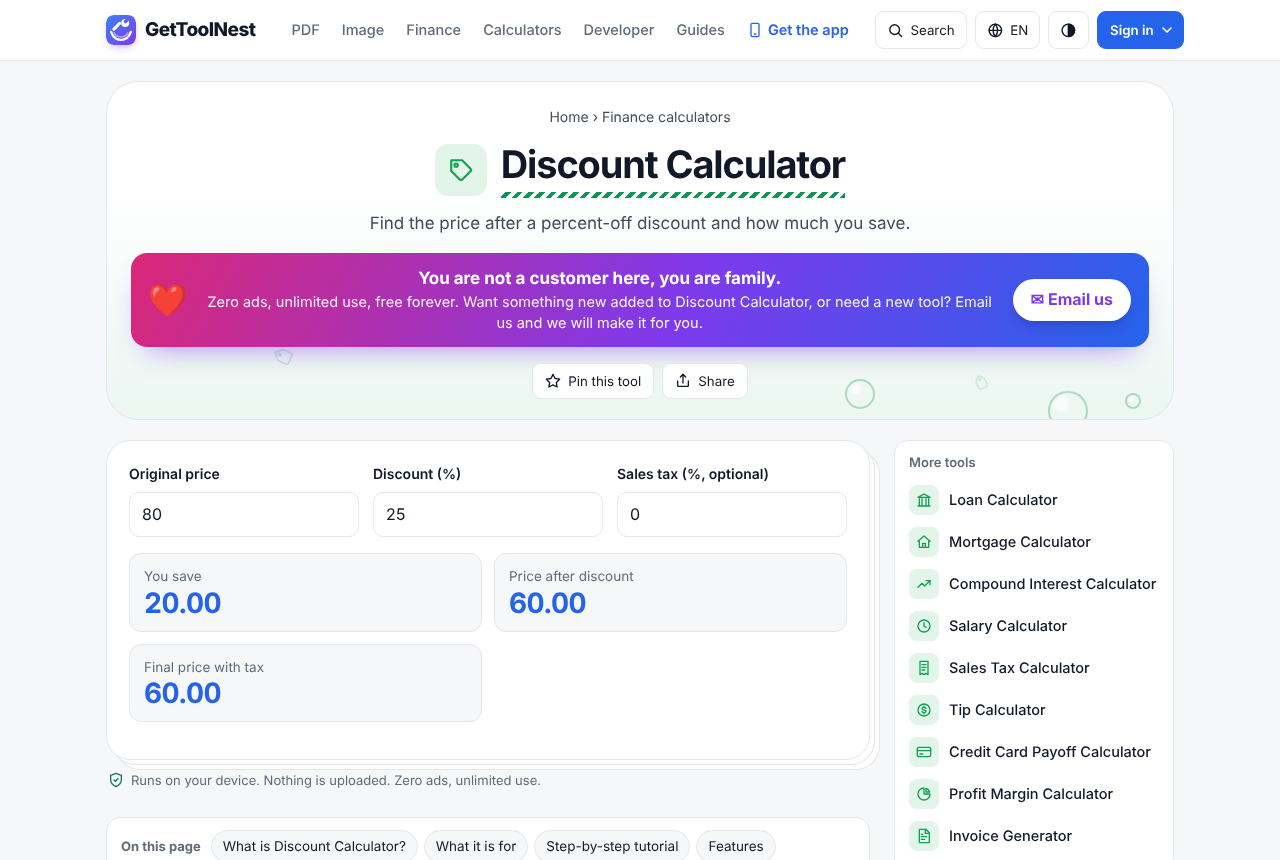 GetToolNest
PDF
Image
Finance
Calculators
Developer
Guides
Get the app
Search
EN
Sign in
Home › Finance calculators
Discount Calculator
Find the price after a percent-off discount and how much you save.
You are not a customer here, you are family.
Zero ads, unlimited use, free forever. Want something new added to Discount Calculator, or need a new tool? Email
us and we will make it for you.
✉ Email us
Pin this tool
Share
Original price
Discount (%)
Sales tax (%, optional)
80
25
0
You save
20.00
Price after discount
60.00
Final price with tax
60.00
Runs on your device. Nothing is uploaded. Zero ads, unlimited use.
On this page
What is Discount Calculator?
What it is for
Step-by-step tutorial
Features
More tools
Loan Calculator
Mortgage Calculator
Compound Interest Calculator
Salary Calculator
Sales Tax Calculator
Tip Calculator
Credit Card Payoff Calculator
Profit Margin Calculator
Invoice Generator